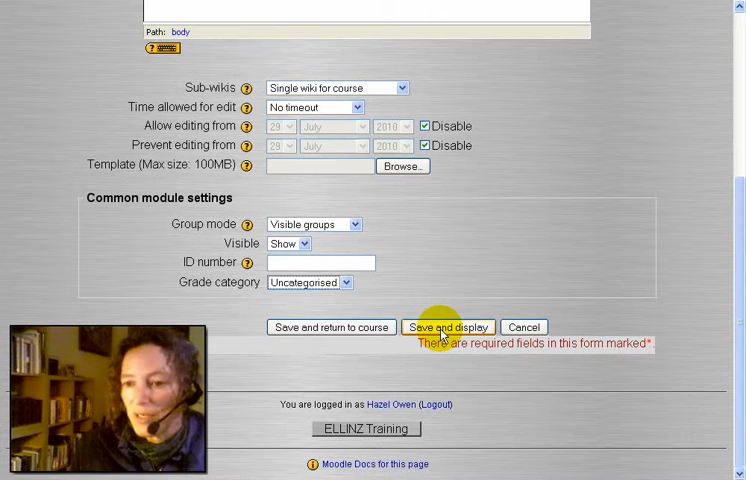 Path: body
Sub-wikis Single wiki for course
Time allowed for edit No timeout
Allow editing from 29 July 2010 Disable
Prevent editing from 29 July 2010 Disable
Template (Max size: 100MB) Browse...
Common module settings
Group mode Visible groups
Visible Show
ID number
Grade category Uncategorised
Save and return to course Save and display Cancel
There are required fields in this form marked*.
You are logged in as Hazel Owen (Logout)
ELLINZ Training
Moodle Docs for this page